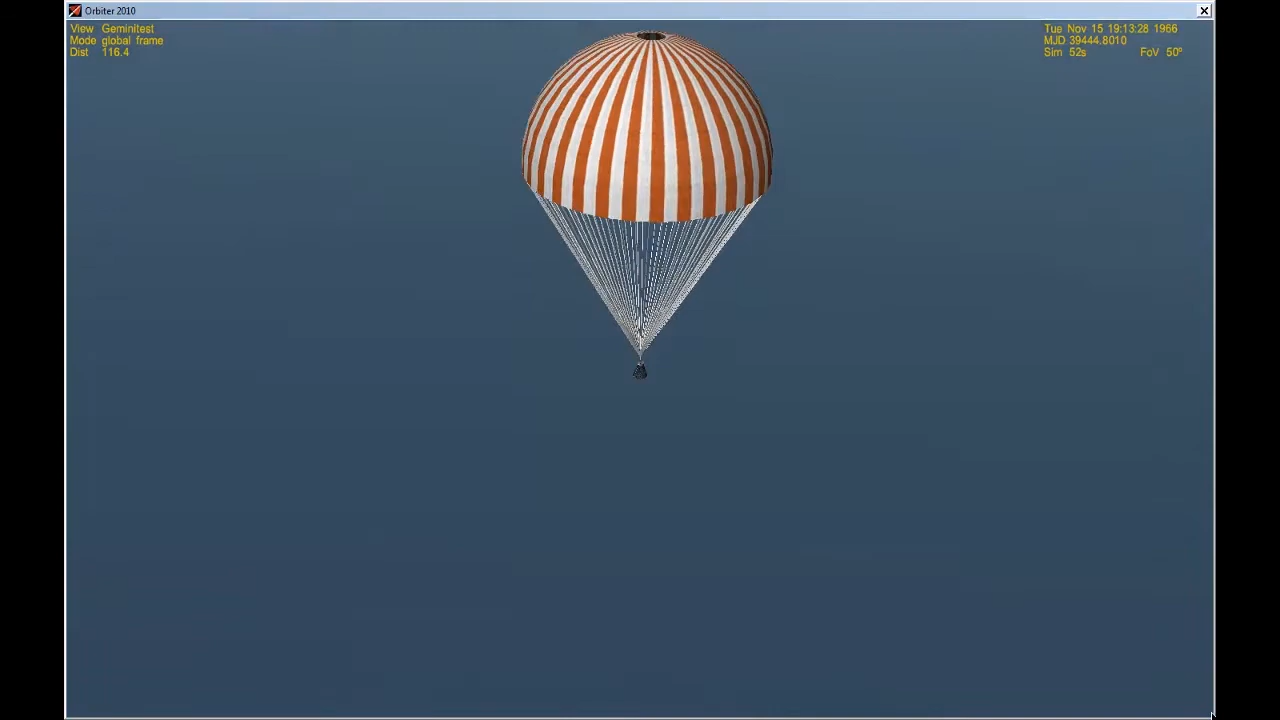 Orbiter 2010
View Geminitest
Mode global frame
Dist 116.4
Tue Nov 15 19:13:28 1966
MJD 39444.8010
Sim 52s FoV 50°